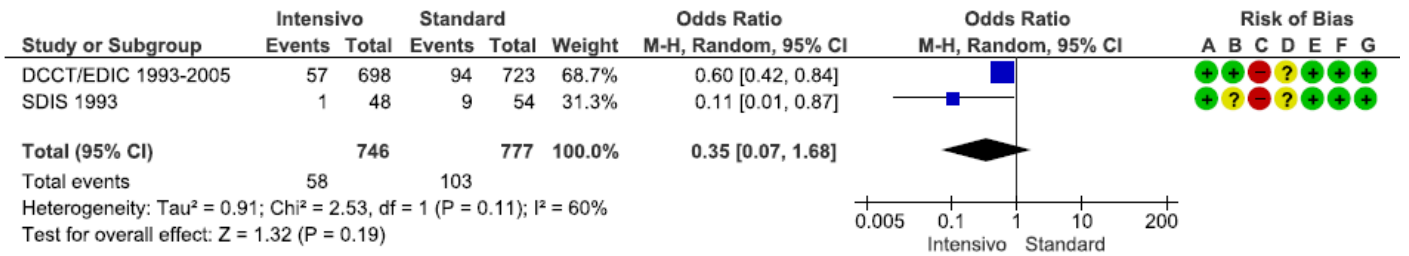 Intensivo Standard Odds Ratio Odds Ratio Risk of Bias
Study or Subgroup Events Total Events Total Weight M-H, Random, 95% CI M-H, Random, 95% CI A B C D E F G
DCCT/EDIC 1993-2005 57 698 94 723 68.7% 0.60 [0.42, 0.84] + + − ? + + +
SDIS 1993 1 48 9 54 31.3% 0.11 [0.01, 0.87] + ? − ? + + +
Total (95% CI) 746 777 100.0% 0.35 [0.07, 1.68]
Total events 58 103
Heterogeneity: Tau² = 0.91; Chi² = 2.53, df = 1 (P = 0.11); I² = 60%
Test for overall effect: Z = 1.32 (P = 0.19)
0.005 0.1 1 10 200
Intensivo Standard